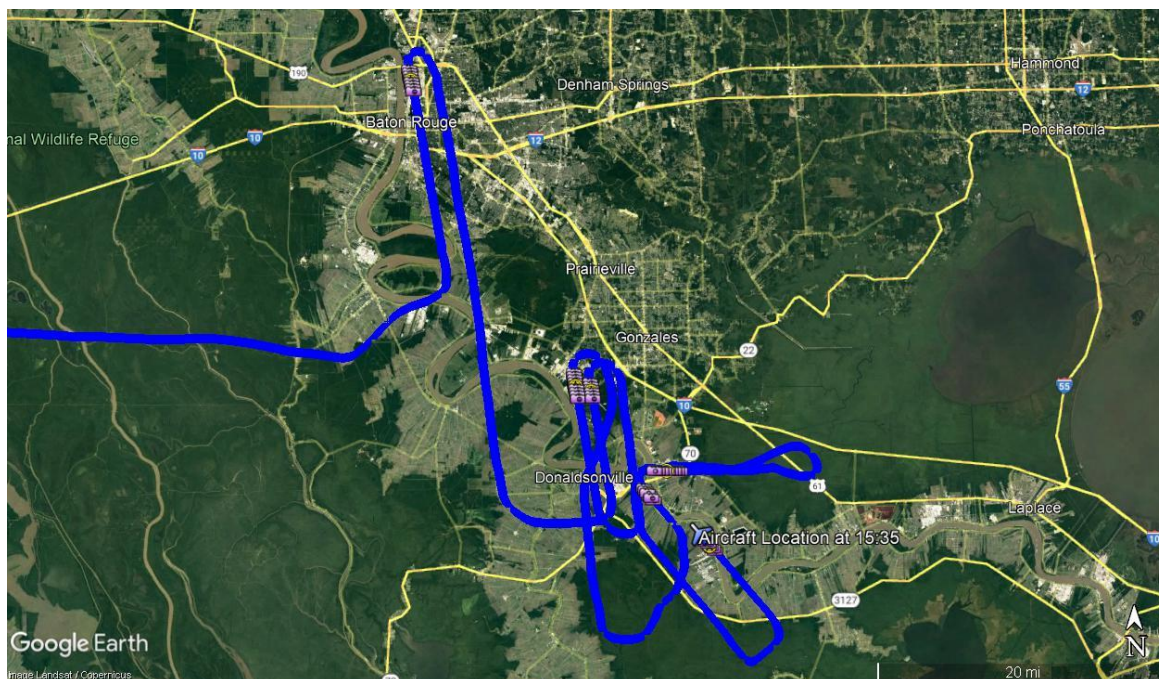 Hammond
190
Denham Springs
12
Baton Rouge
Ponchatoula
nal Wildlife Refuge
10
10
12
Prairieville
Gonzales
22
55
10
70
Donaldsonville
61
Laplace
Aircraft Location at 15:35
10
3127
N
Google Earth
Image Landsat / Copernicus
20 mi